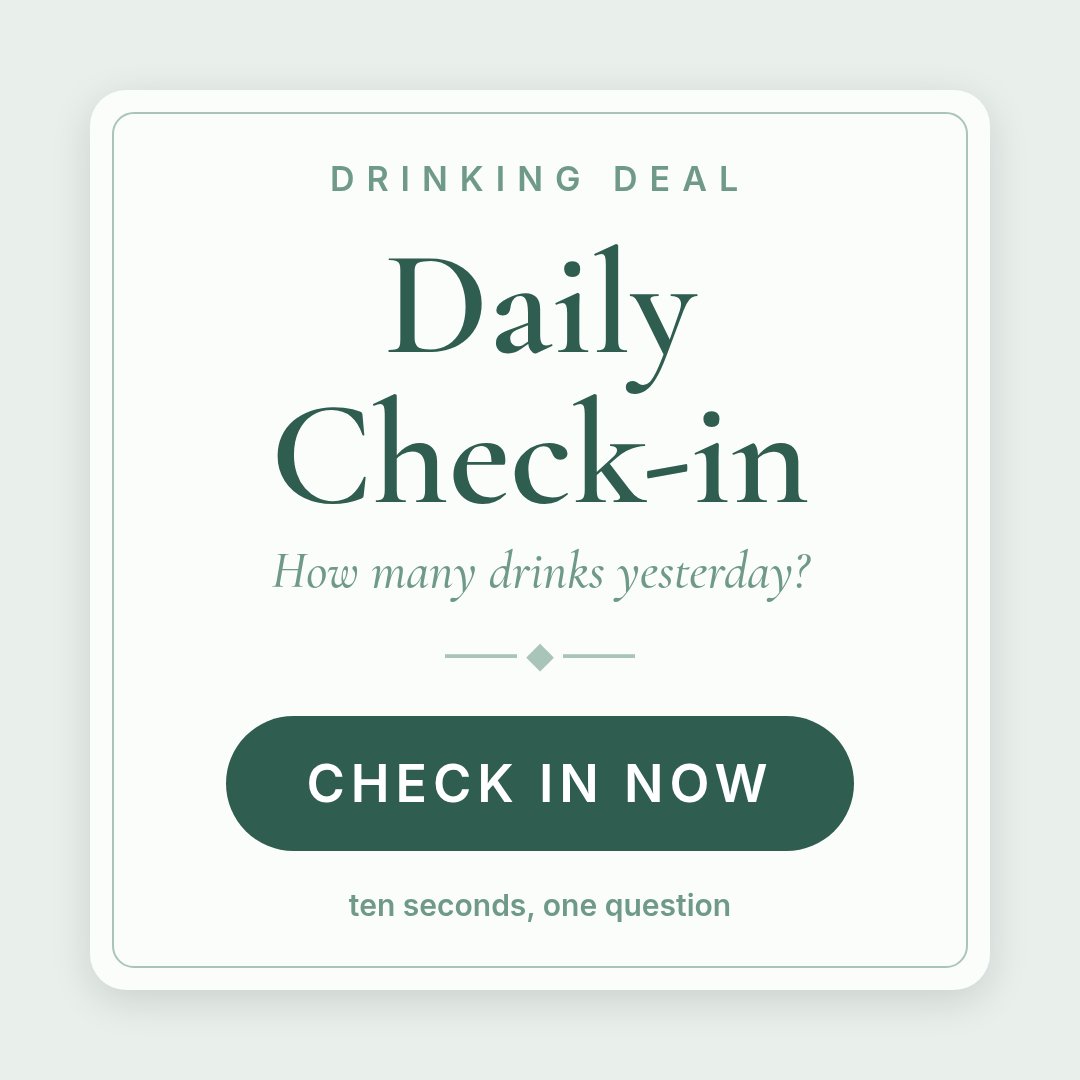 DRINKING DEAL
Daily
Check-in
How many drinks yesterday?
CHECK IN NOW
ten seconds, one question